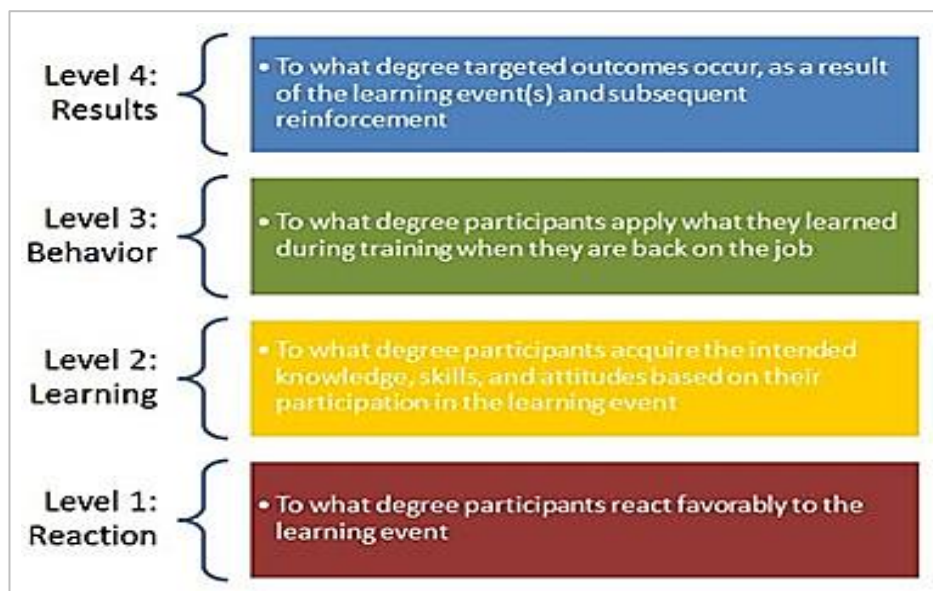 Level 4:
Results
• To what degree targeted outcomes occur, as a result
of the learning event(s) and subsequent
reinforcement
Level 3:
Behavior
• To what degree participants apply what they learned
during training when they are back on the job
Level 2:
Learning
• To what degree participants acquire the intended
knowledge, skills, and attitudes based on their
participation in the learning event
Level 1:
Reaction
• To what degree participants react favorably to the
learning event